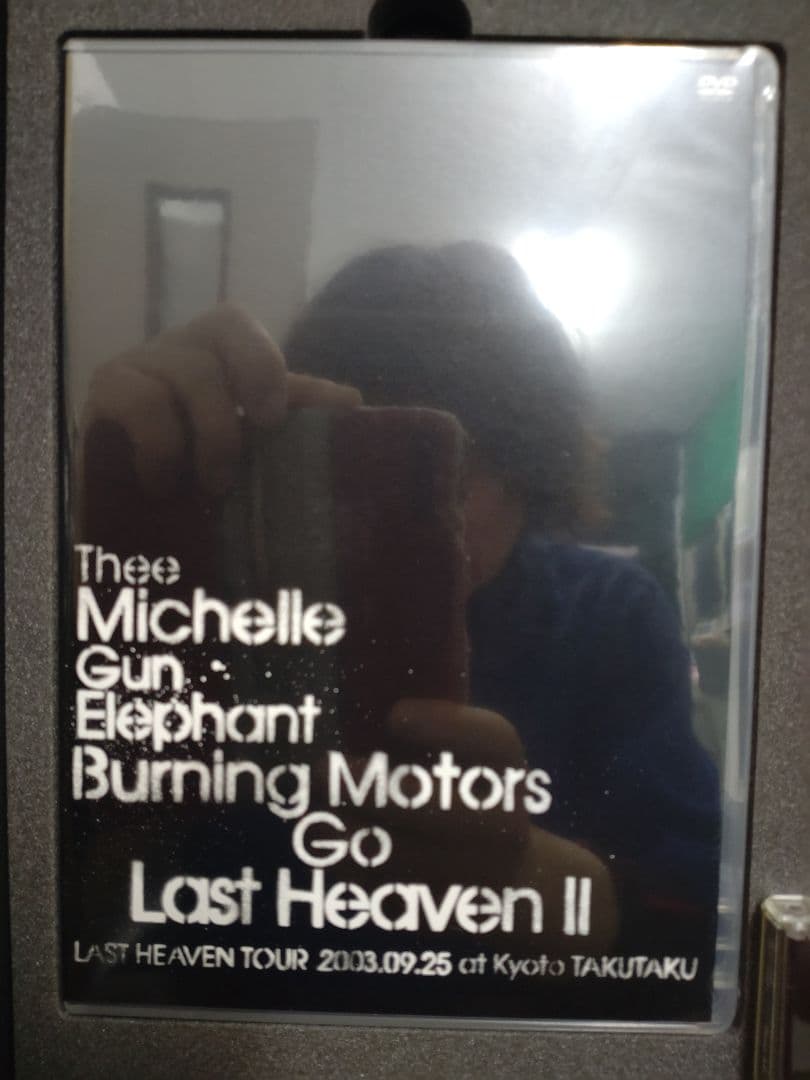 DVD
Thee
Michelle
Gun
Elephant
Burning Motors
Go
Last Heaven II
LAST HEAVEN TOUR 2003.09.25 at Kyoto TAKUTAKU